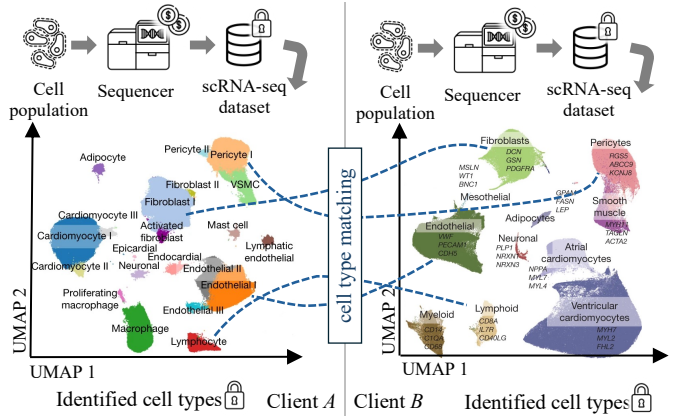 Cell
population
Sequencer
scRNA-seq
dataset
UMAP 2
UMAP 1
Adipocyte
Pericyte II
Pericyte I
Fibroblast II
VSMC
Fibroblast I
Cardiomyocyte III
Activated
fibroblast
Mast cell
Cardiomyocyte I
Epicardial
Lymphatic
endothelial
Endocardial
Cardiomyocyte II
Neuronal
Endothelial II
Endothelial I
Proliferating
macrophage
Endothelial III
Macrophage
Lymphocyte
Identified cell types
Client A
cell type matching
Cell
population
Sequencer
scRNA-seq
dataset
UMAP 2
UMAP 1
Fibroblasts
DCN
GSN
PDGFRA
Pericytes
RGS5
ABCC9
KCNJ8
MSLN
WT1
BNC1
Mesothelial
GPAM
FASN
LEP
Smooth
muscle
MYH11
TAGLN
ACTA2
Adipocytes
Endothelial
VWF
PECAM1
CDH5
Neuronal
PLP1
NRXN1
NRXN3
Atrial
cardiomyocytes
NPPA
MYL7
MYL4
Ventricular
cardiomyocytes
MYH7
MYL2
FHL2
Myeloid
CD14
C1QA
CD68
Lymphoid
CD8A
IL7R
CD40LG
Client B
Identified cell types